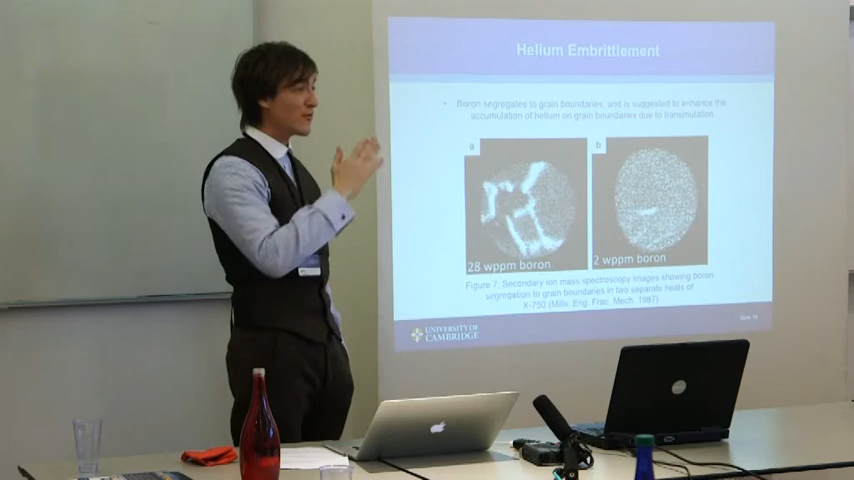 Helium Embrittlement
• Boron segregates to grain boundaries, and is suggested to enhance the
accumulation of helium on grain boundaries due to transmutation
a
b
28 wppm boron
2 wppm boron
Figure 7: Secondary ion mass spectroscopy images showing boron
segregation to grain boundaries in two separate heats of
X-750 (Mills. Eng. Frac. Mech. 1987)
UNIVERSITY OF
CAMBRIDGE